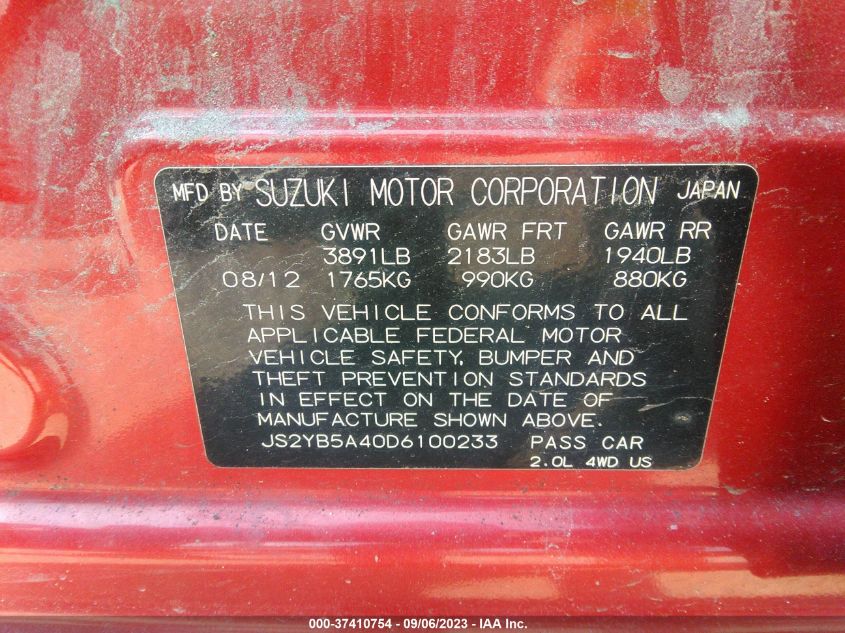 MFD BY SUZUKI MOTOR CORPORATION JAPAN
DATE GVWR GAWR FRT GAWR RR
3891LB 2183LB 1940LB
08/12 1765KG 990KG 880KG
THIS VEHICLE CONFORMS TO ALL
APPLICABLE FEDERAL MOTOR
VEHICLE SAFETY, BUMPER AND
THEFT PREVENTION STANDARDS
IN EFFECT ON THE DATE OF
MANUFACTURE SHOWN ABOVE.
JS2YB5A40D6100233 PASS CAR
2.0L 4WD US
000-37410754 - 09/06/2023 - IAA Inc.